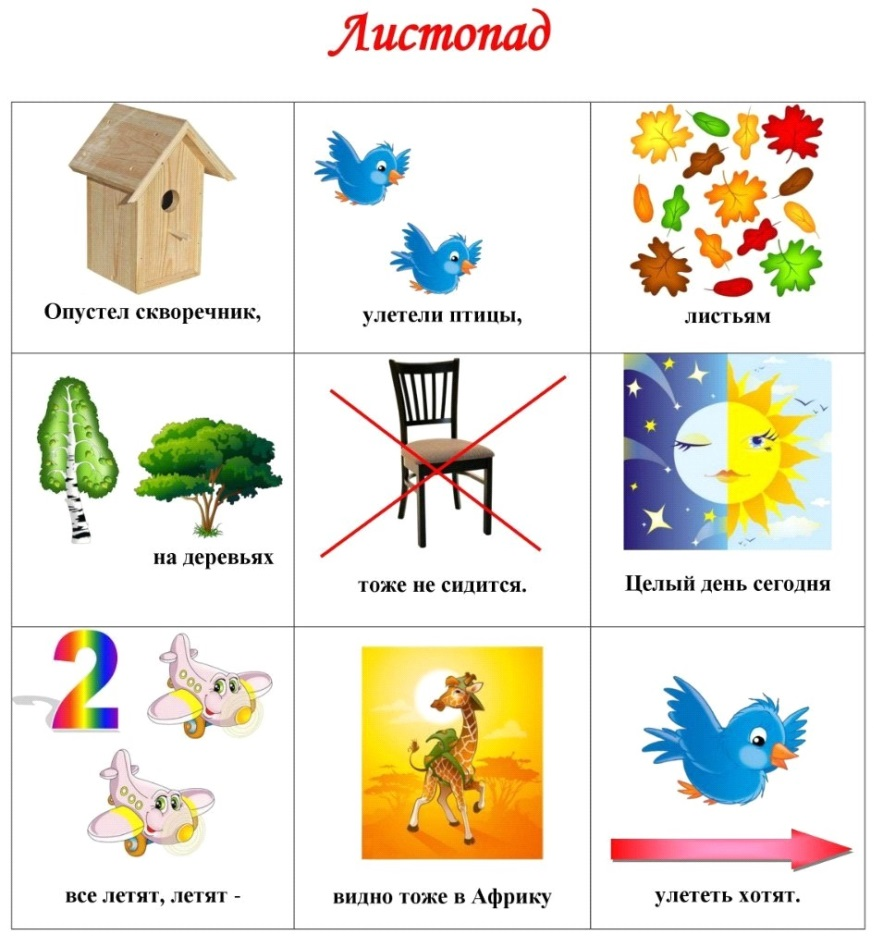 Листопад
Опустел скворечник,
улетели птицы,
листьям
на деревьях
тоже не сидится.
Целый день сегодня
2
все летят, летят -
видно тоже в Африку
улететь хотят.